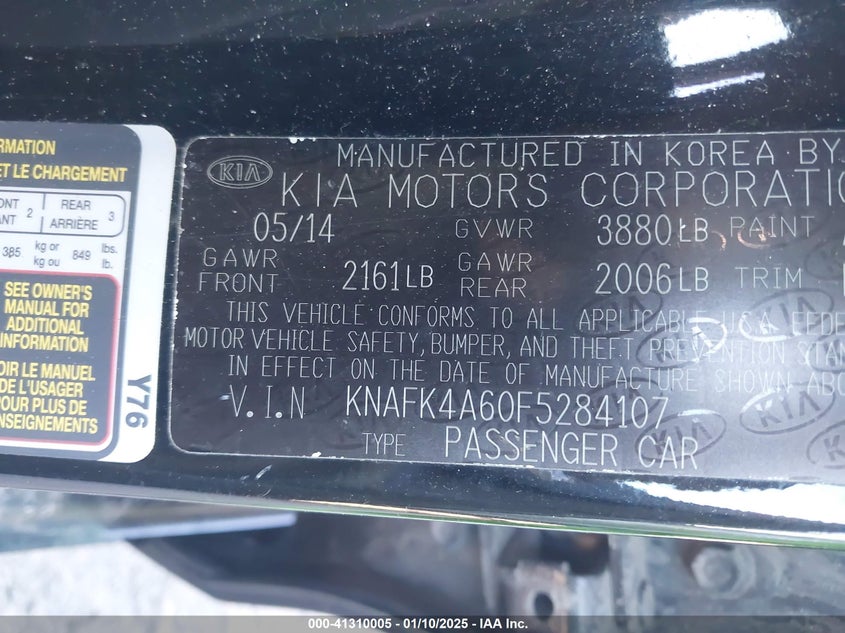 ORMATION
ET LE CHARGEMENT
ONT 2 REAR 3
ANT ARRIÈRE
385 kg or kg ou 849 lbs. lb.
SEE OWNER'S
MANUAL FOR
ADDITIONAL
INFORMATION
OIR LE MANUEL
DE L'USAGER
POUR PLUS DE
NSEIGNEMENTS
Y76
KIA
MANUFACTURED IN KOREA BY
KIA MOTORS CORPORATIO
05/14 GVWR 3880LB PAINT
GAWR FRONT 2161LB GAWR REAR 2006LB TRIM
THIS VEHICLE CONFORMS TO ALL APPLICABLE U.S.A FEDE
MOTOR VEHICLE SAFETY, BUMPER, AND THEFT PREVENTION STAN
IN EFFECT ON THE DATE OF MANUFACTURE SHOWN ABO
V.I.N KNAFK4A60F5284107
TYPE PASSENGER CAR
000-41310005 - 01/10/2025 - IAA Inc.